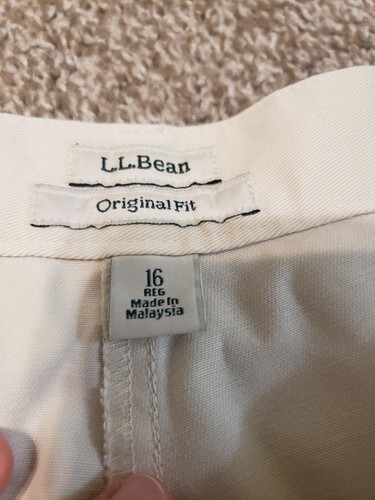 L.L.Bean
Original Fit
16
REG
Made In
Malaysia